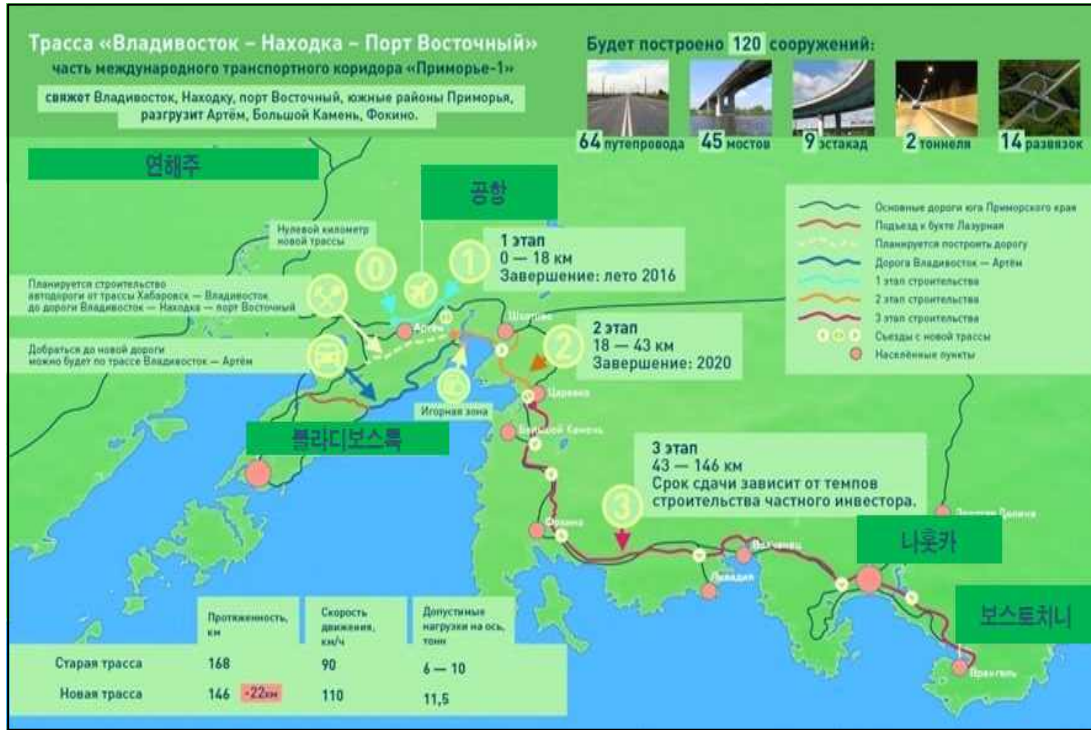 Трасса «Владивосток – Находка – Порт Восточный»
часть международного транспортного коридора «Приморье-1»
свяжет Владивосток, Находку, порт Восточный, южные районы Приморья,
разгрузит Артём, Большой Камень, Фокино.
Будет построено 120 сооружений:
64 путепровода
45 мостов
9 эстакад
2 тоннеля
14 развязок
연해주
공항
Основные дороги юга Приморского края
Подъезд к бухте Лазурная
Планируется построить дорогу
Дорога Владивосток — Артём
1 этап строительства
2 этап строительства
3 этап строительства
Съезды с новой трассы
Населённые пункты
Нулевой километр
новой трассы
0
1
1 этап
0 — 18 км
Завершение: лето 2016
Планируется строительство
автодороги от трассы Хабаровск — Владивосток
до дороги Владивосток — Находка — порт Восточный
Артём
Шкотово
2
2 этап
18 — 43 км
Завершение: 2020
Добраться до новой дороги
можно будет по трассе Владивосток — Артём
Игорная зона
Царевка
Большой Камень
블라디보스톡
3 этап
43 — 146 км
Срок сдачи зависит от темпов
строительства частного инвестора.
3
Фокино
Ливадия
나홋카
보스토치니
Врангель
Протяженность,
км
Скорость
движения,
км/ч
Допустимые
нагрузки на ось,
тонн
Старая трасса 168 90 6 — 10
Новая трасса 146 -22км 110 11,5